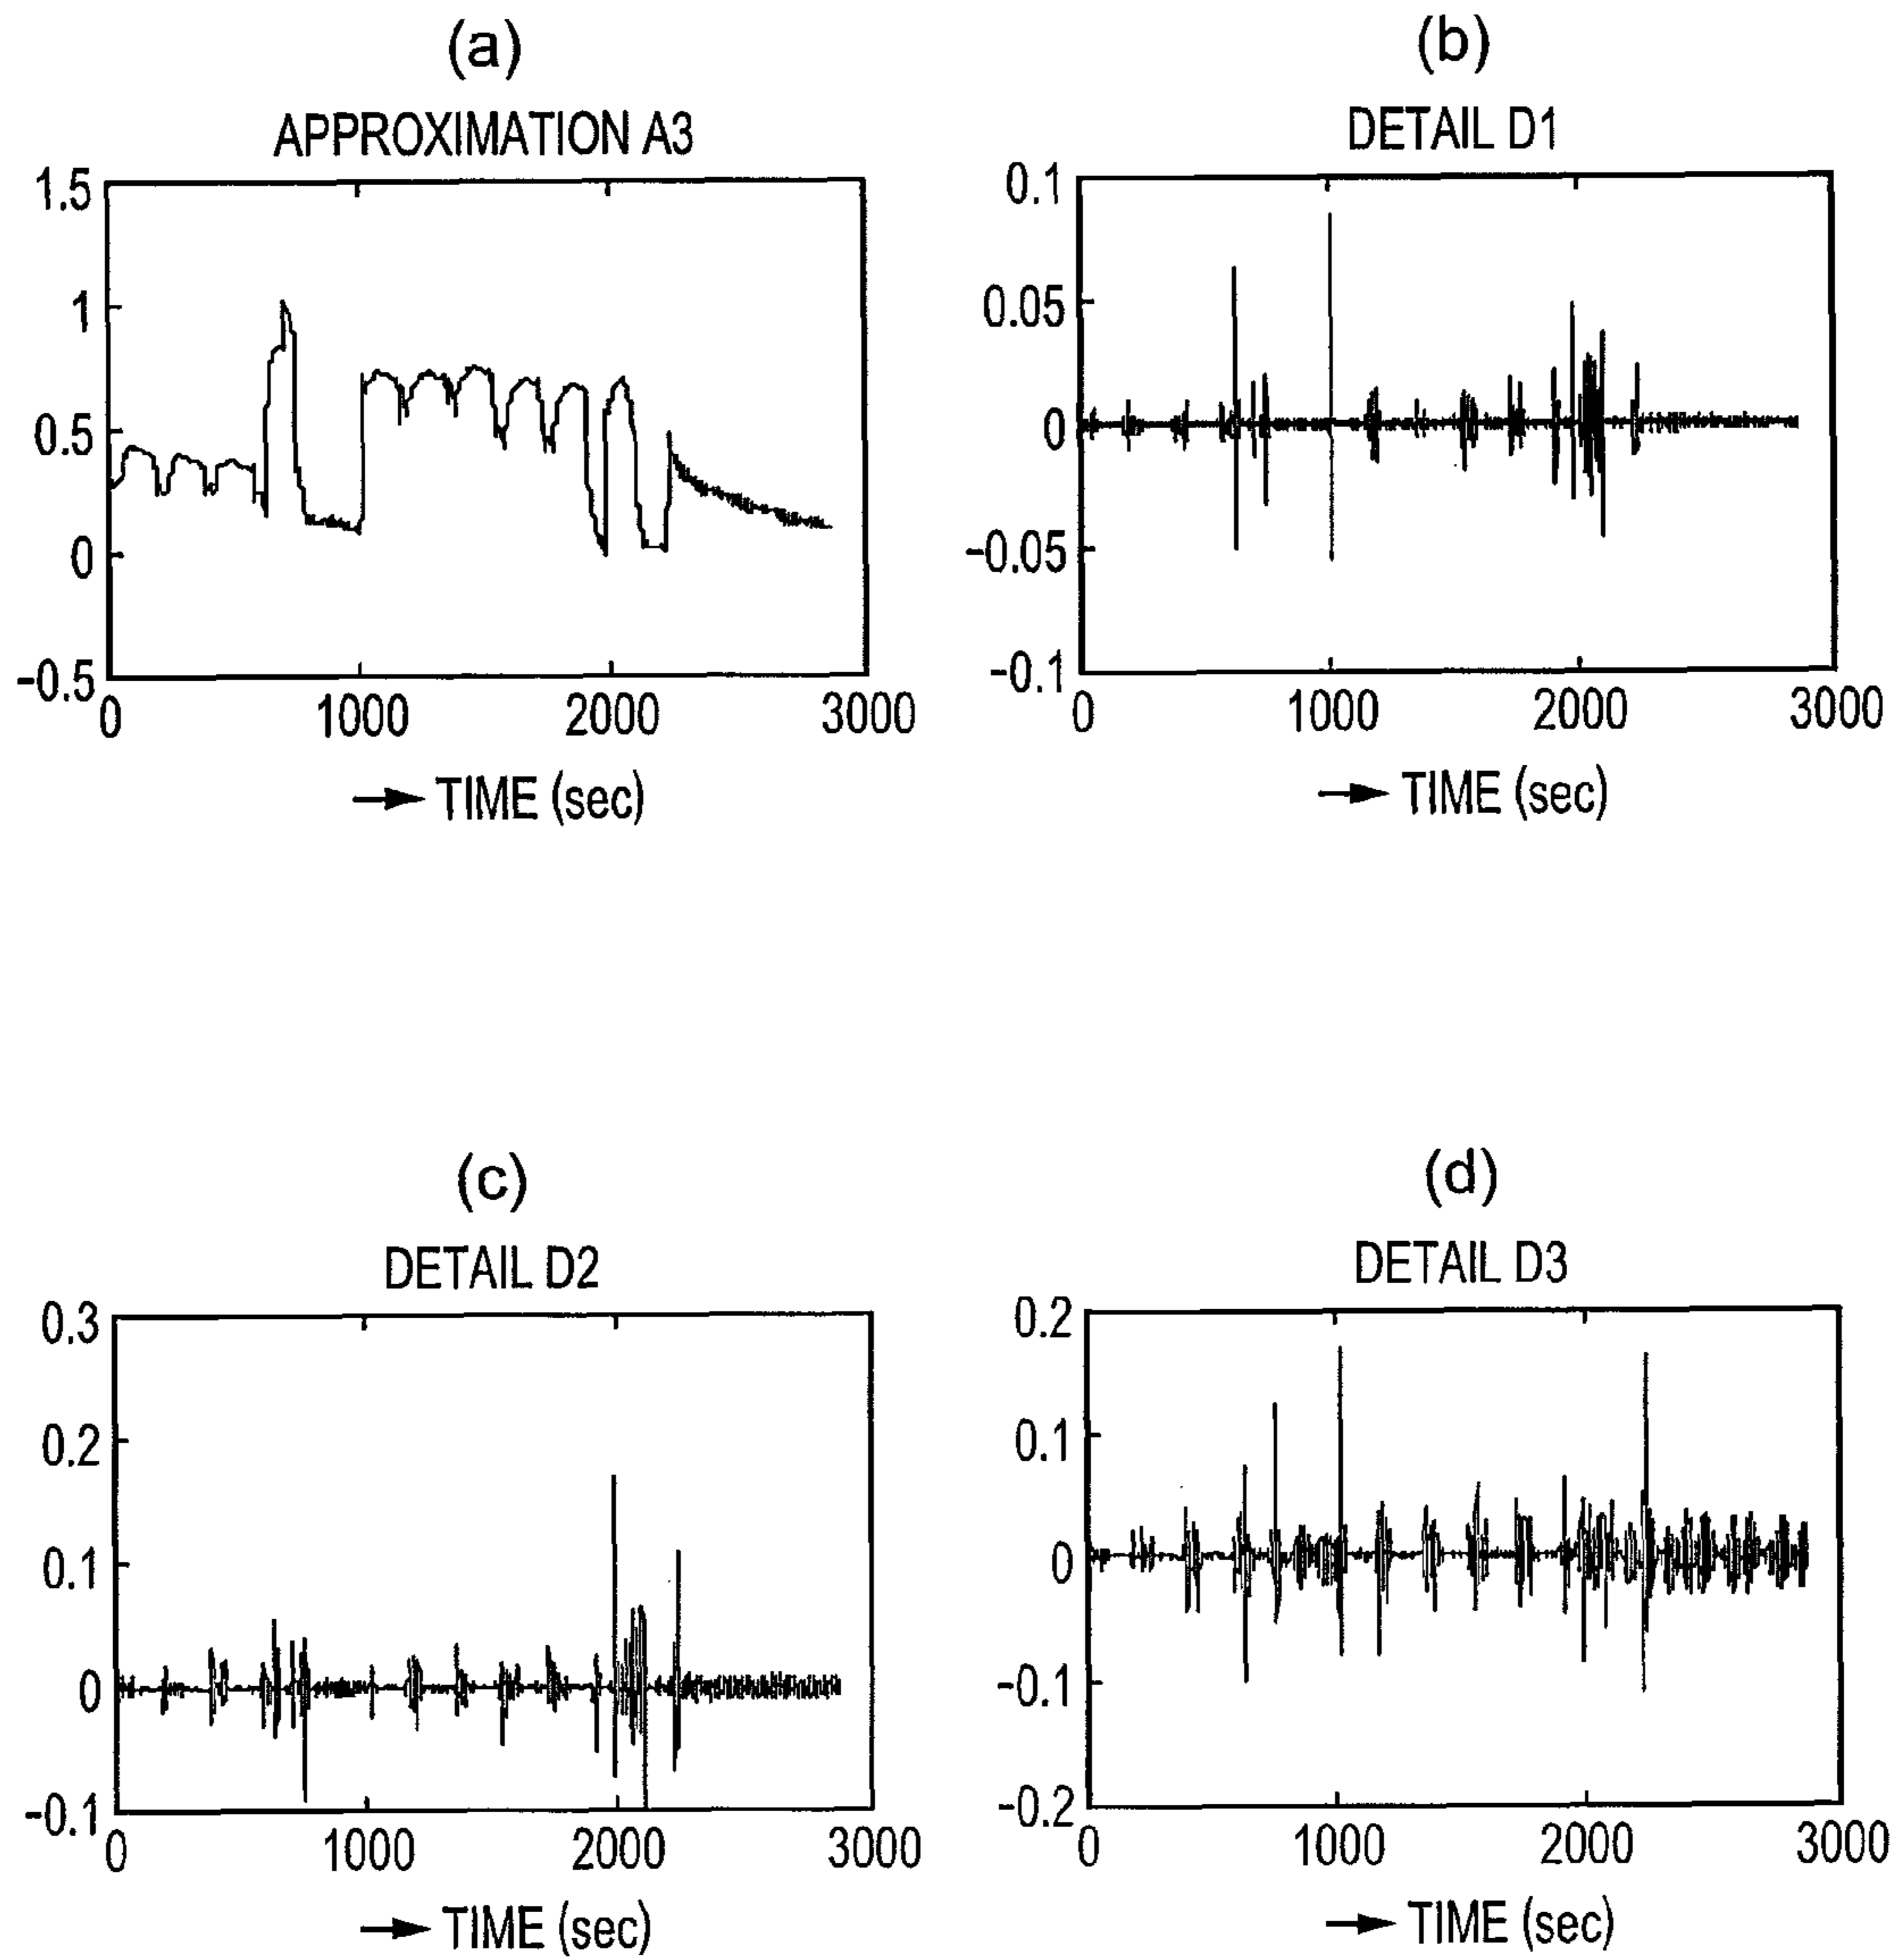 (a)
APPROXIMATION A3
1.5
1
0.5
0
-0.5
0 1000 2000 3000
→ TIME (sec)
(b)
DETAIL D1
0.1
0.05
0
-0.05
-0.1
0 1000 2000 3000
→ TIME (sec)
(c)
DETAIL D2
0.3
0.2
0.1
0
-0.1
0 1000 2000 3000
→ TIME (sec)
(d)
DETAIL D3
0.2
0.1
0
-0.1
-0.2
0 1000 2000 3000
→ TIME (sec)